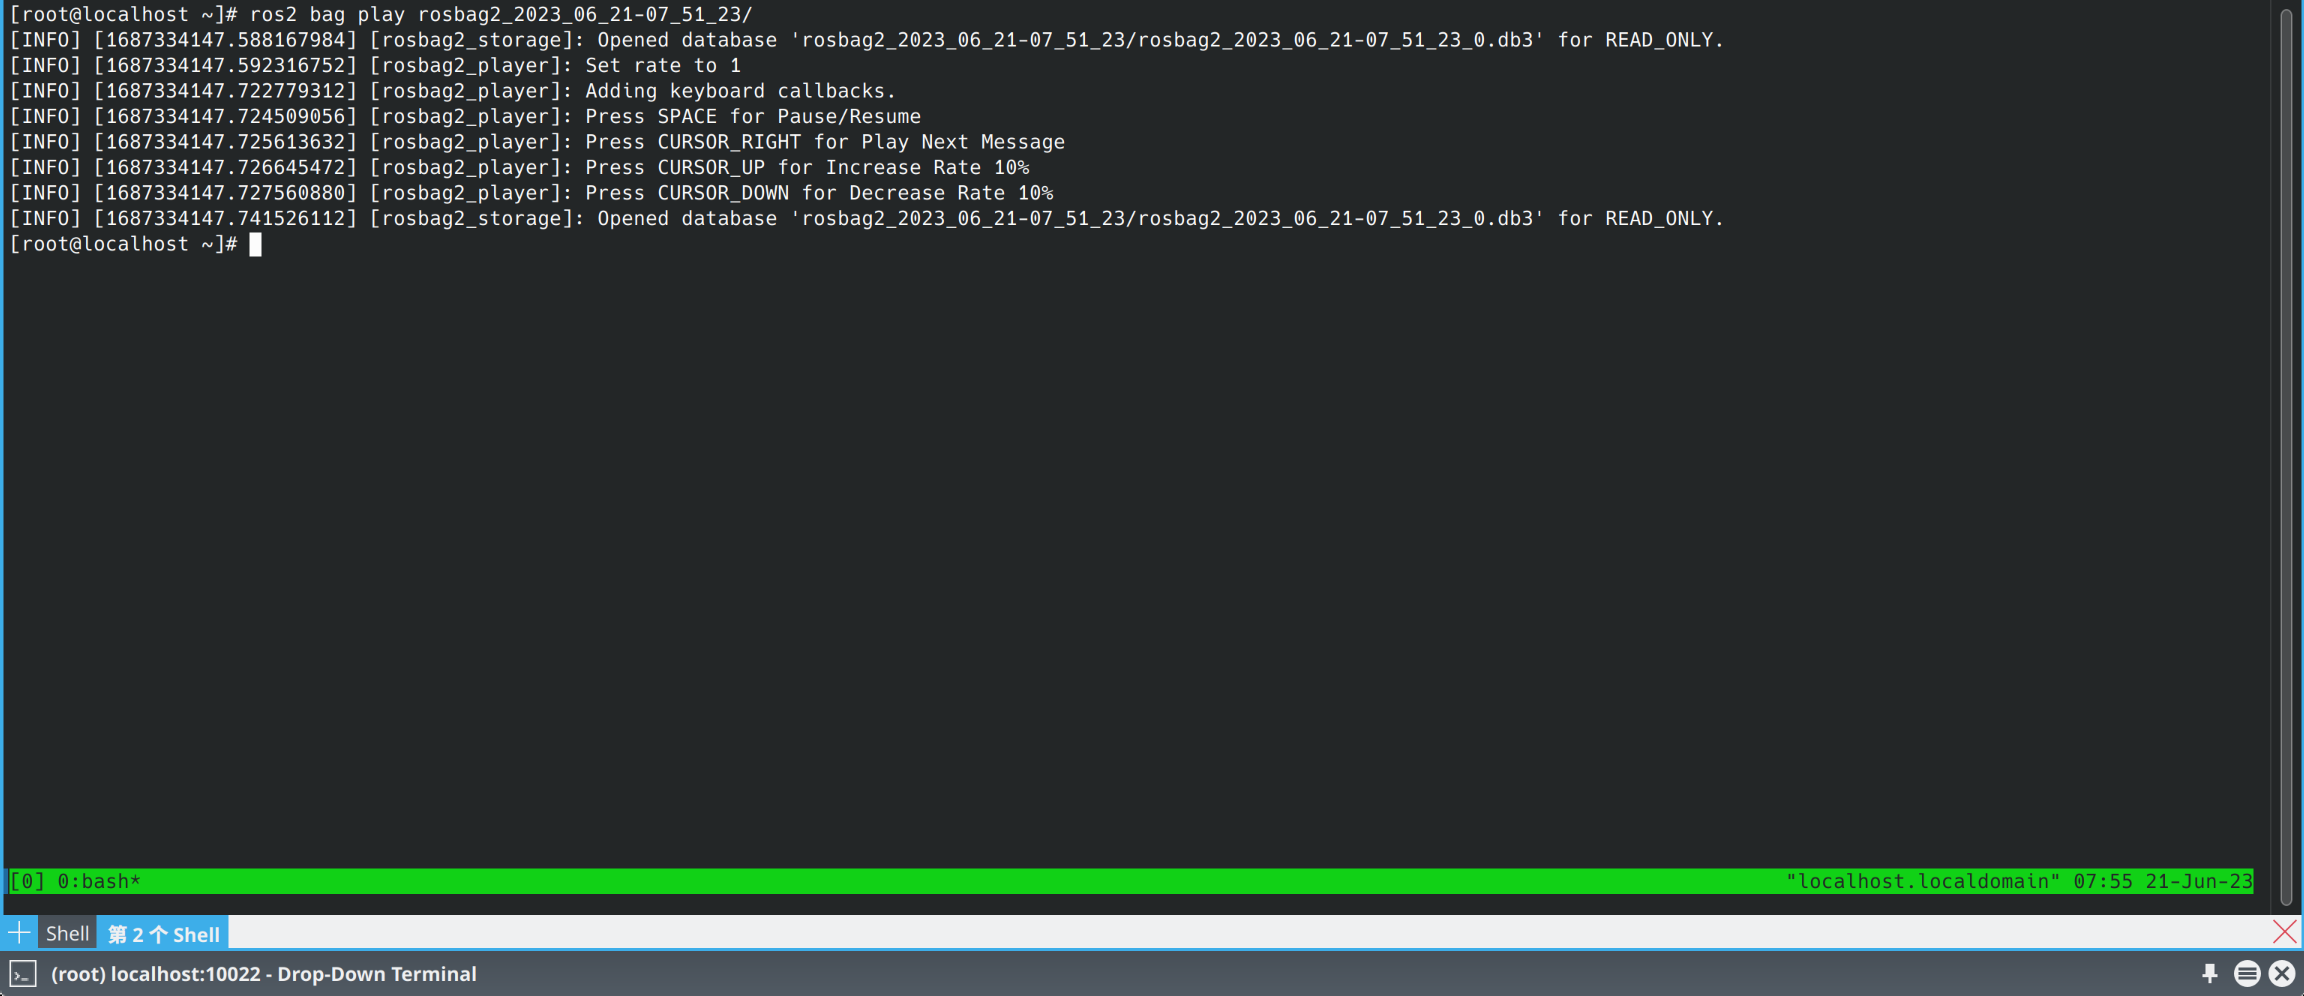 [root@localhost ~]# ros2 bag play rosbag2_2023_06_21-07_51_23/
[INFO] [1687334147.588167984] [rosbag2_storage]: Opened database 'rosbag2_2023_06_21-07_51_23/rosbag2_2023_06_21-07_51_23_0.db3' for READ_ONLY.
[INFO] [1687334147.592316752] [rosbag2_player]: Set rate to 1
[INFO] [1687334147.722779312] [rosbag2_player]: Adding keyboard callbacks.
[INFO] [1687334147.724509056] [rosbag2_player]: Press SPACE for Pause/Resume
[INFO] [1687334147.725613632] [rosbag2_player]: Press CURSOR_RIGHT for Play Next Message
[INFO] [1687334147.726645472] [rosbag2_player]: Press CURSOR_UP for Increase Rate 10%
[INFO] [1687334147.727560880] [rosbag2_player]: Press CURSOR_DOWN for Decrease Rate 10%
[INFO] [1687334147.741526112] [rosbag2_storage]: Opened database 'rosbag2_2023_06_21-07_51_23/rosbag2_2023_06_21-07_51_23_0.db3' for READ_ONLY.
[root@localhost ~]#
[0] 0:bash* "localhost.localdomain" 07:55 21-Jun-23
Shell 第 2 个 Shell
(root) localhost:10022 - Drop-Down Terminal